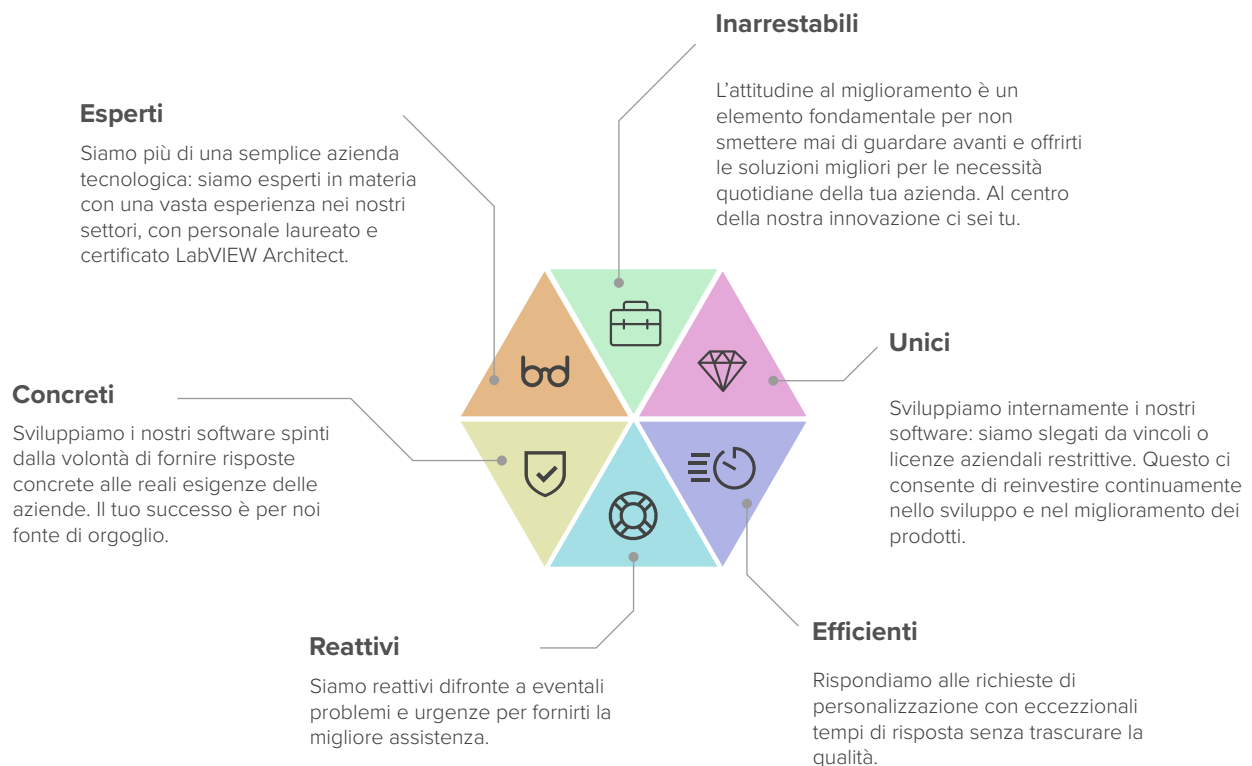 Inarrestabili
L'attitudine al miglioramento è un
elemento fondamentale per non
smettere mai di guardare avanti e offrirti
le soluzioni migliori per le necessità
quotidiane della tua azienda. Al centro
della nostra innovazione ci sei tu.
Esperti
Siamo più di una semplice azienda
tecnologica: siamo esperti in materia
con una vasta esperienza nei nostri
settori, con personale laureato e
certificato LabVIEW Architect.
Unici
Sviluppiamo internamente i nostri
software: siamo slegati da vincoli o
licenze aziendali restrittive. Questo ci
consente di reinvestire continuamente
nello sviluppo e nel miglioramento dei
prodotti.
Concreti
Sviluppiamo i nostri software spinti
dalla volontà di fornire risposte
concrete alle reali esigenze delle
aziende. Il tuo successo è per noi
fonte di orgoglio.
Efficienti
Rispondiamo alle richieste di
personalizzazione con eccezzionali
tempi di risposta senza trascurare la
qualità.
Reattivi
Siamo reattivi difronte a eventali
problemi e urgenze per fornirti la
migliore assistenza.